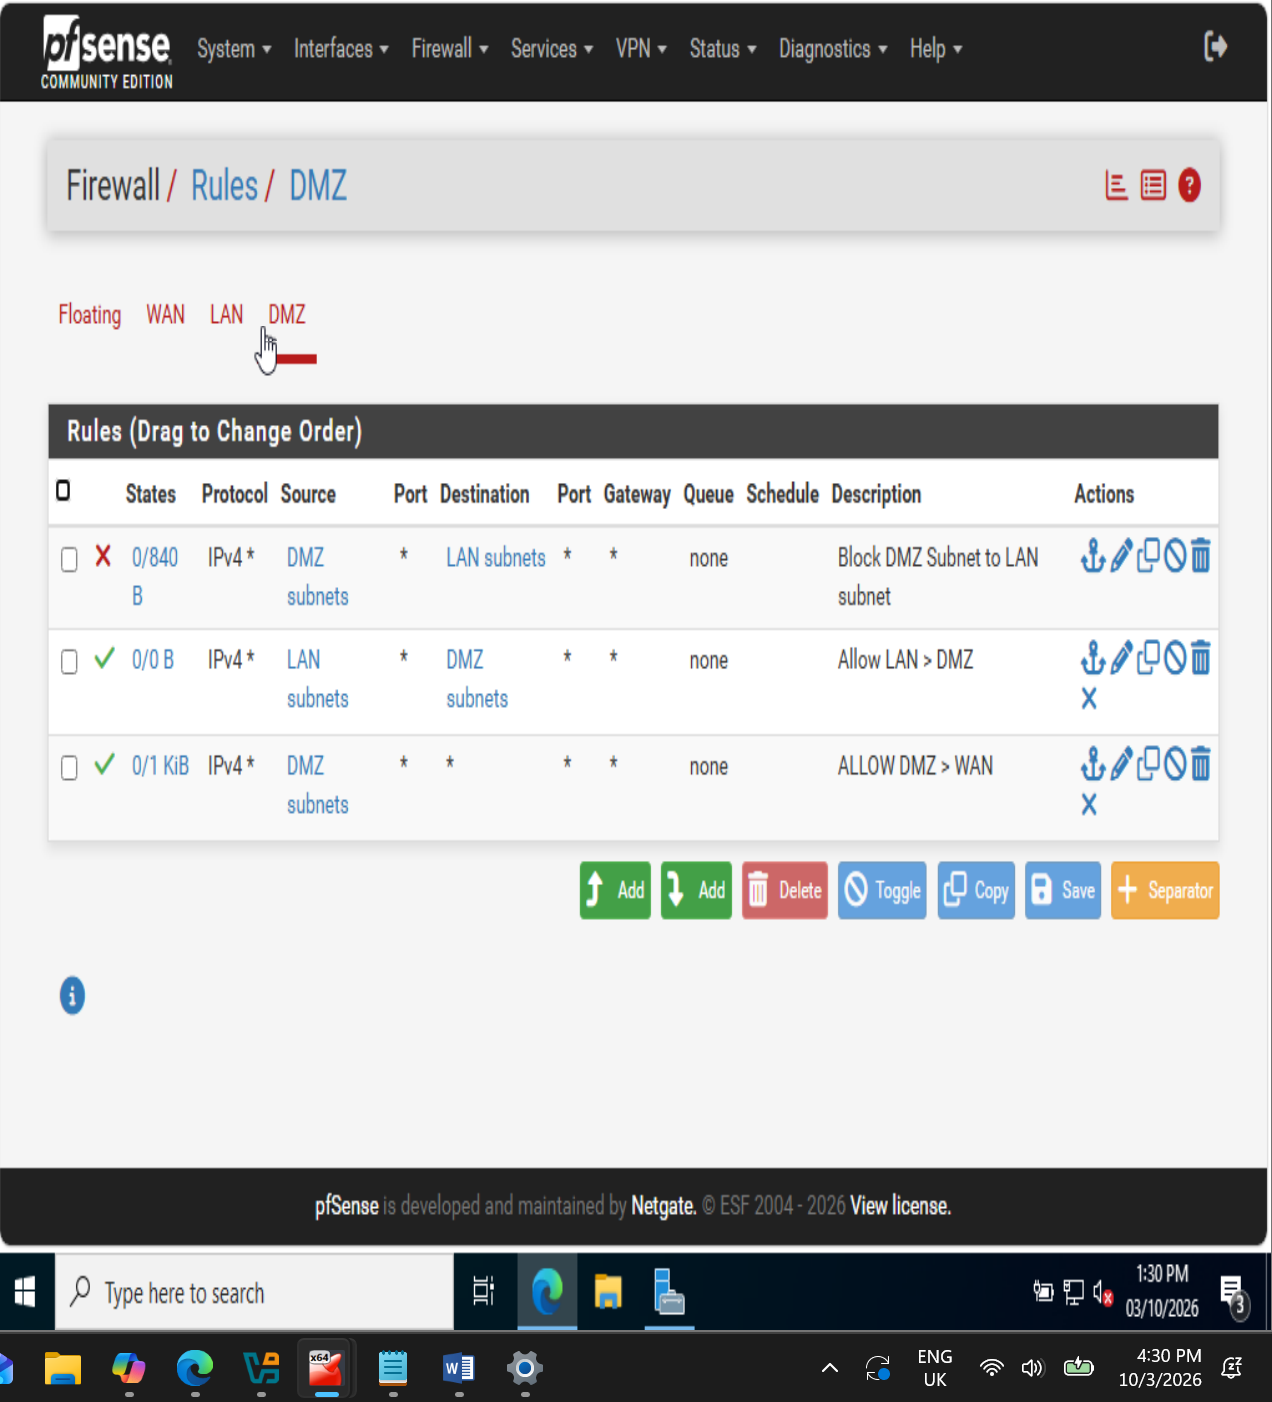 pfsense
COMMUNITY EDITION
System Interfaces Firewall Services VPN Status Diagnostics Help
Firewall / Rules / DMZ
?
Floating WAN LAN DMZ
Rules (Drag to Change Order)
States Protocol Source Port Destination Port Gateway Queue Schedule Description Actions
0/840 IPv4 * DMZ * LAN subnets * * none Block DMZ Subnet to LAN
B subnets subnet
0/0 B IPv4 * LAN * DMZ * * none Allow LAN > DMZ
subnets subnets
0/1 KiB IPv4 * DMZ * * * * none ALLOW DMZ > WAN
subnets
Add Add Delete Toggle Copy Save Separator
i
pfSense is developed and maintained by Netgate. © ESF 2004 - 2026 View license.
Type here to search
1:30 PM
03/10/2026
3
x64
W
ENG
UK
4:30 PM
10/3/2026